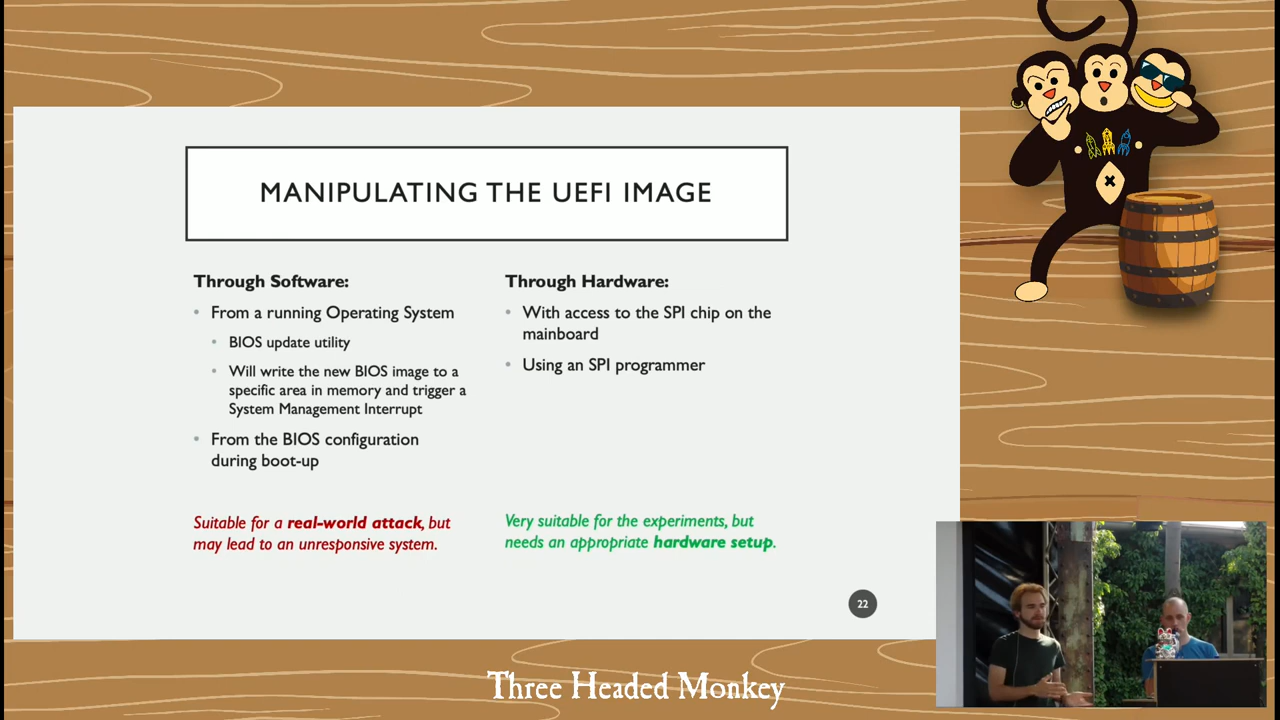 MANIPULATING THE UEFI IMAGE
Through Software:
• From a running Operating System
• BIOS update utility
• Will write the new BIOS image to a
specific area in memory and trigger a
System Management Interrupt
• From the BIOS configuration
during boot-up
Suitable for a real-world attack, but
may lead to an unresponsive system.
Through Hardware:
• With access to the SPI chip on the
mainboard
• Using an SPI programmer
Very suitable for the experiments, but
needs an appropriate hardware setup.
22
Three Headed Monkey